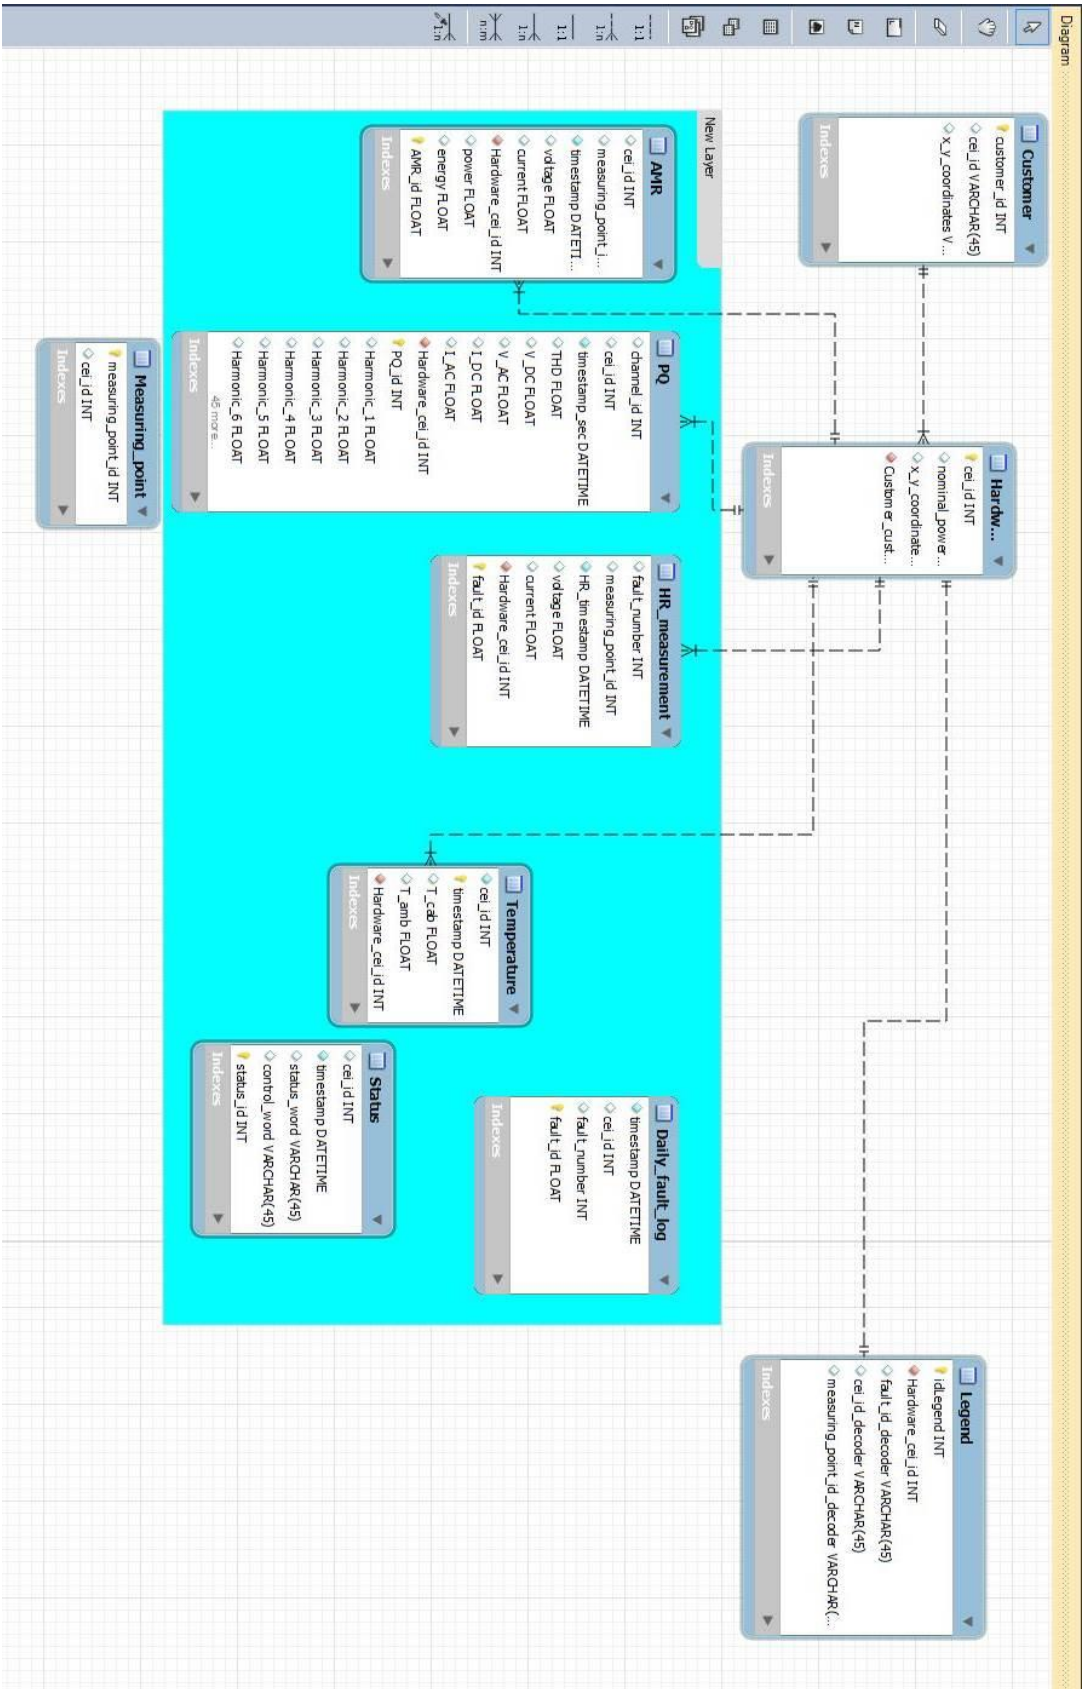 Diagram
1:1
1:n
1:1
1:n
n:m
1:n
Customer
customer_id INT
cei_id VARCHAR(45)
x_y_coordinates V...
Indexes
Hardw...
cei_id INT
nominal_power...
x_y_coordinate...
Customer_cust...
Indexes
Legend
idLegend INT
Hardware_cei_id INT
fault_id_decoder VARCHAR(45)
cei_id_decoder VARCHAR(45)
measuring_point_id_decoder VARCHAR(...
Indexes
New Layer
AMR
cei_id INT
measuring_point_i...
timestamp DATETI...
voltage FLOAT
current FLOAT
Hardware_cei_id INT
power FLOAT
energy FLOAT
AMR_id FLOAT
Indexes
PQ
channel_id INT
cei_id INT
timestamp_sec DATETIME
THD FLOAT
V_DC FLOAT
V_AC FLOAT
I_DC FLOAT
I_AC FLOAT
Hardware_cei_id INT
PQ_id INT
Harmonic_1 FLOAT
Harmonic_2 FLOAT
Harmonic_3 FLOAT
Harmonic_4 FLOAT
Harmonic_5 FLOAT
Harmonic_6 FLOAT
45 more...
Indexes
HR_measurement
fault_number INT
measuring_point_id INT
HR_timestamp DATETIME
voltage FLOAT
current FLOAT
Hardware_cei_id INT
fault_id FLOAT
Indexes
Temperature
cei_id INT
timestamp DATETIME
T_cab FLOAT
T_amb FLOAT
Hardware_cei_id INT
Indexes
Daily_fault_log
timestamp DATETIME
cei_id INT
fault_number INT
fault_id FLOAT
Indexes
Status
cei_id INT
timestamp DATETIME
status_word VARCHAR(45)
control_word VARCHAR(45)
status_id INT
Indexes
Measuring_point
measuring_point_id INT
cei_id INT
Indexes